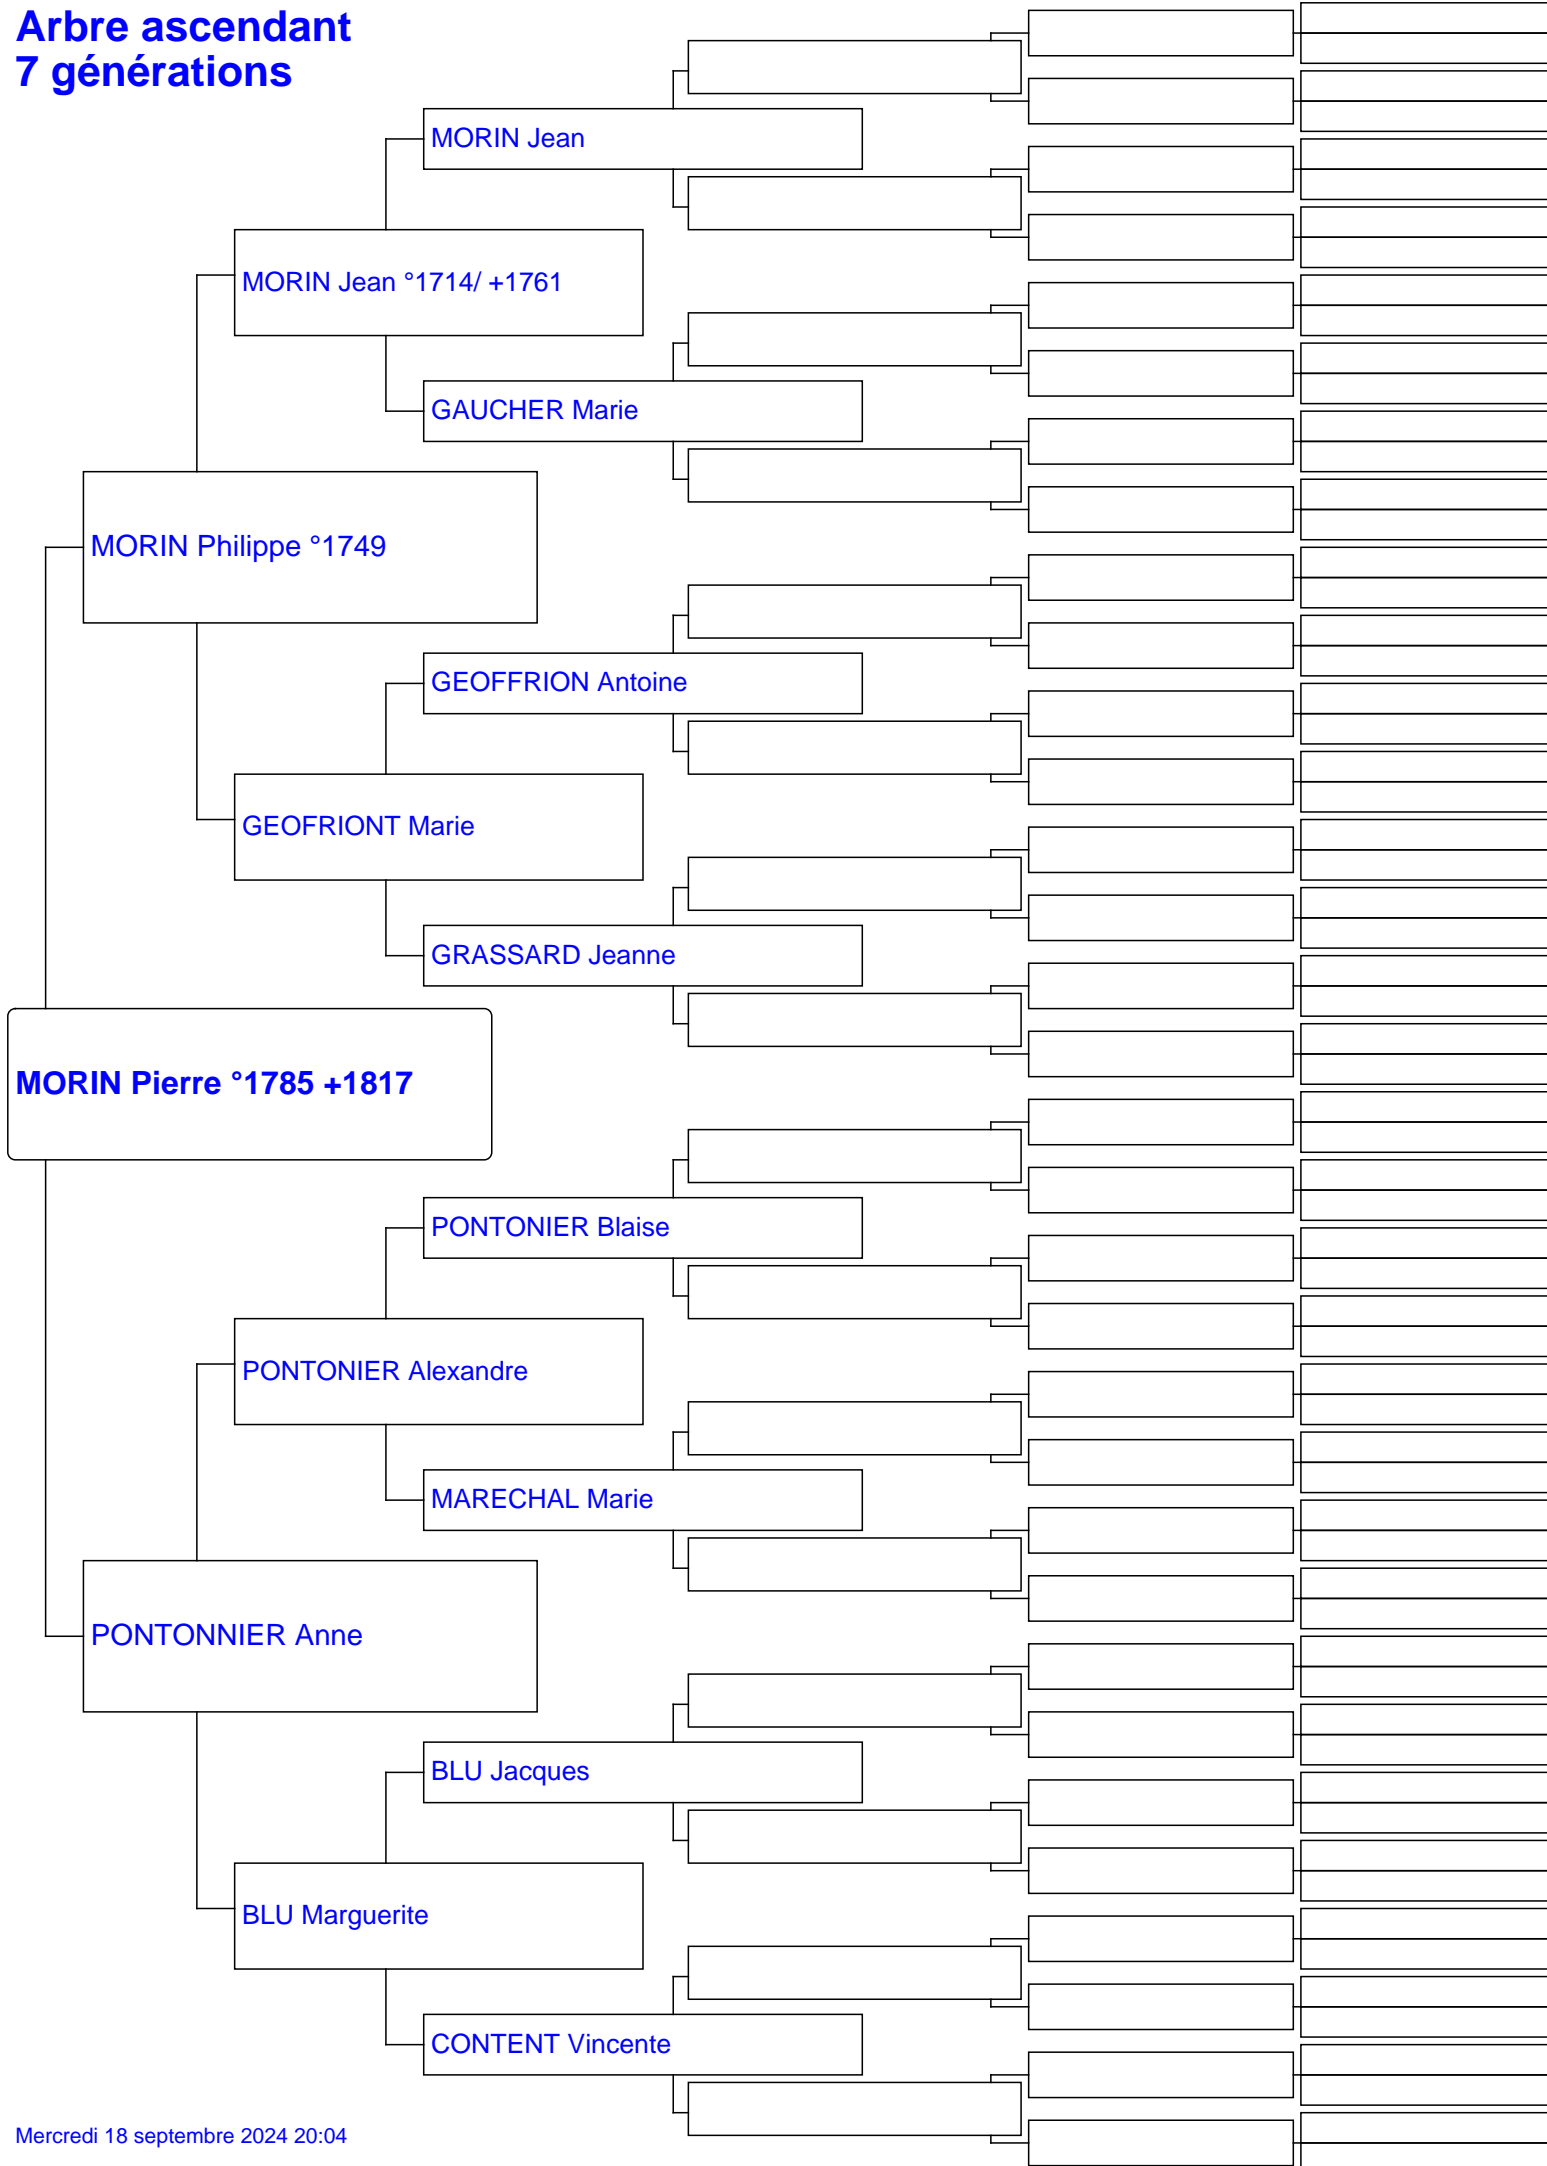 Arbre ascendant
7 générations
MORIN Jean
MORIN Jean °1714/ +1761
GAUCHER Marie
MORIN Philippe °1749
GEOFFRION Antoine
GEOFRIONT Marie
GRASSARD Jeanne
MORIN Pierre °1785 +1817
PONTONIER Blaise
PONTONIER Alexandre
MARECHAL Marie
PONTONNIER Anne
BLU Jacques
BLU Marguerite
CONTENT Vincente
Mercredi 18 septembre 2024 20:04